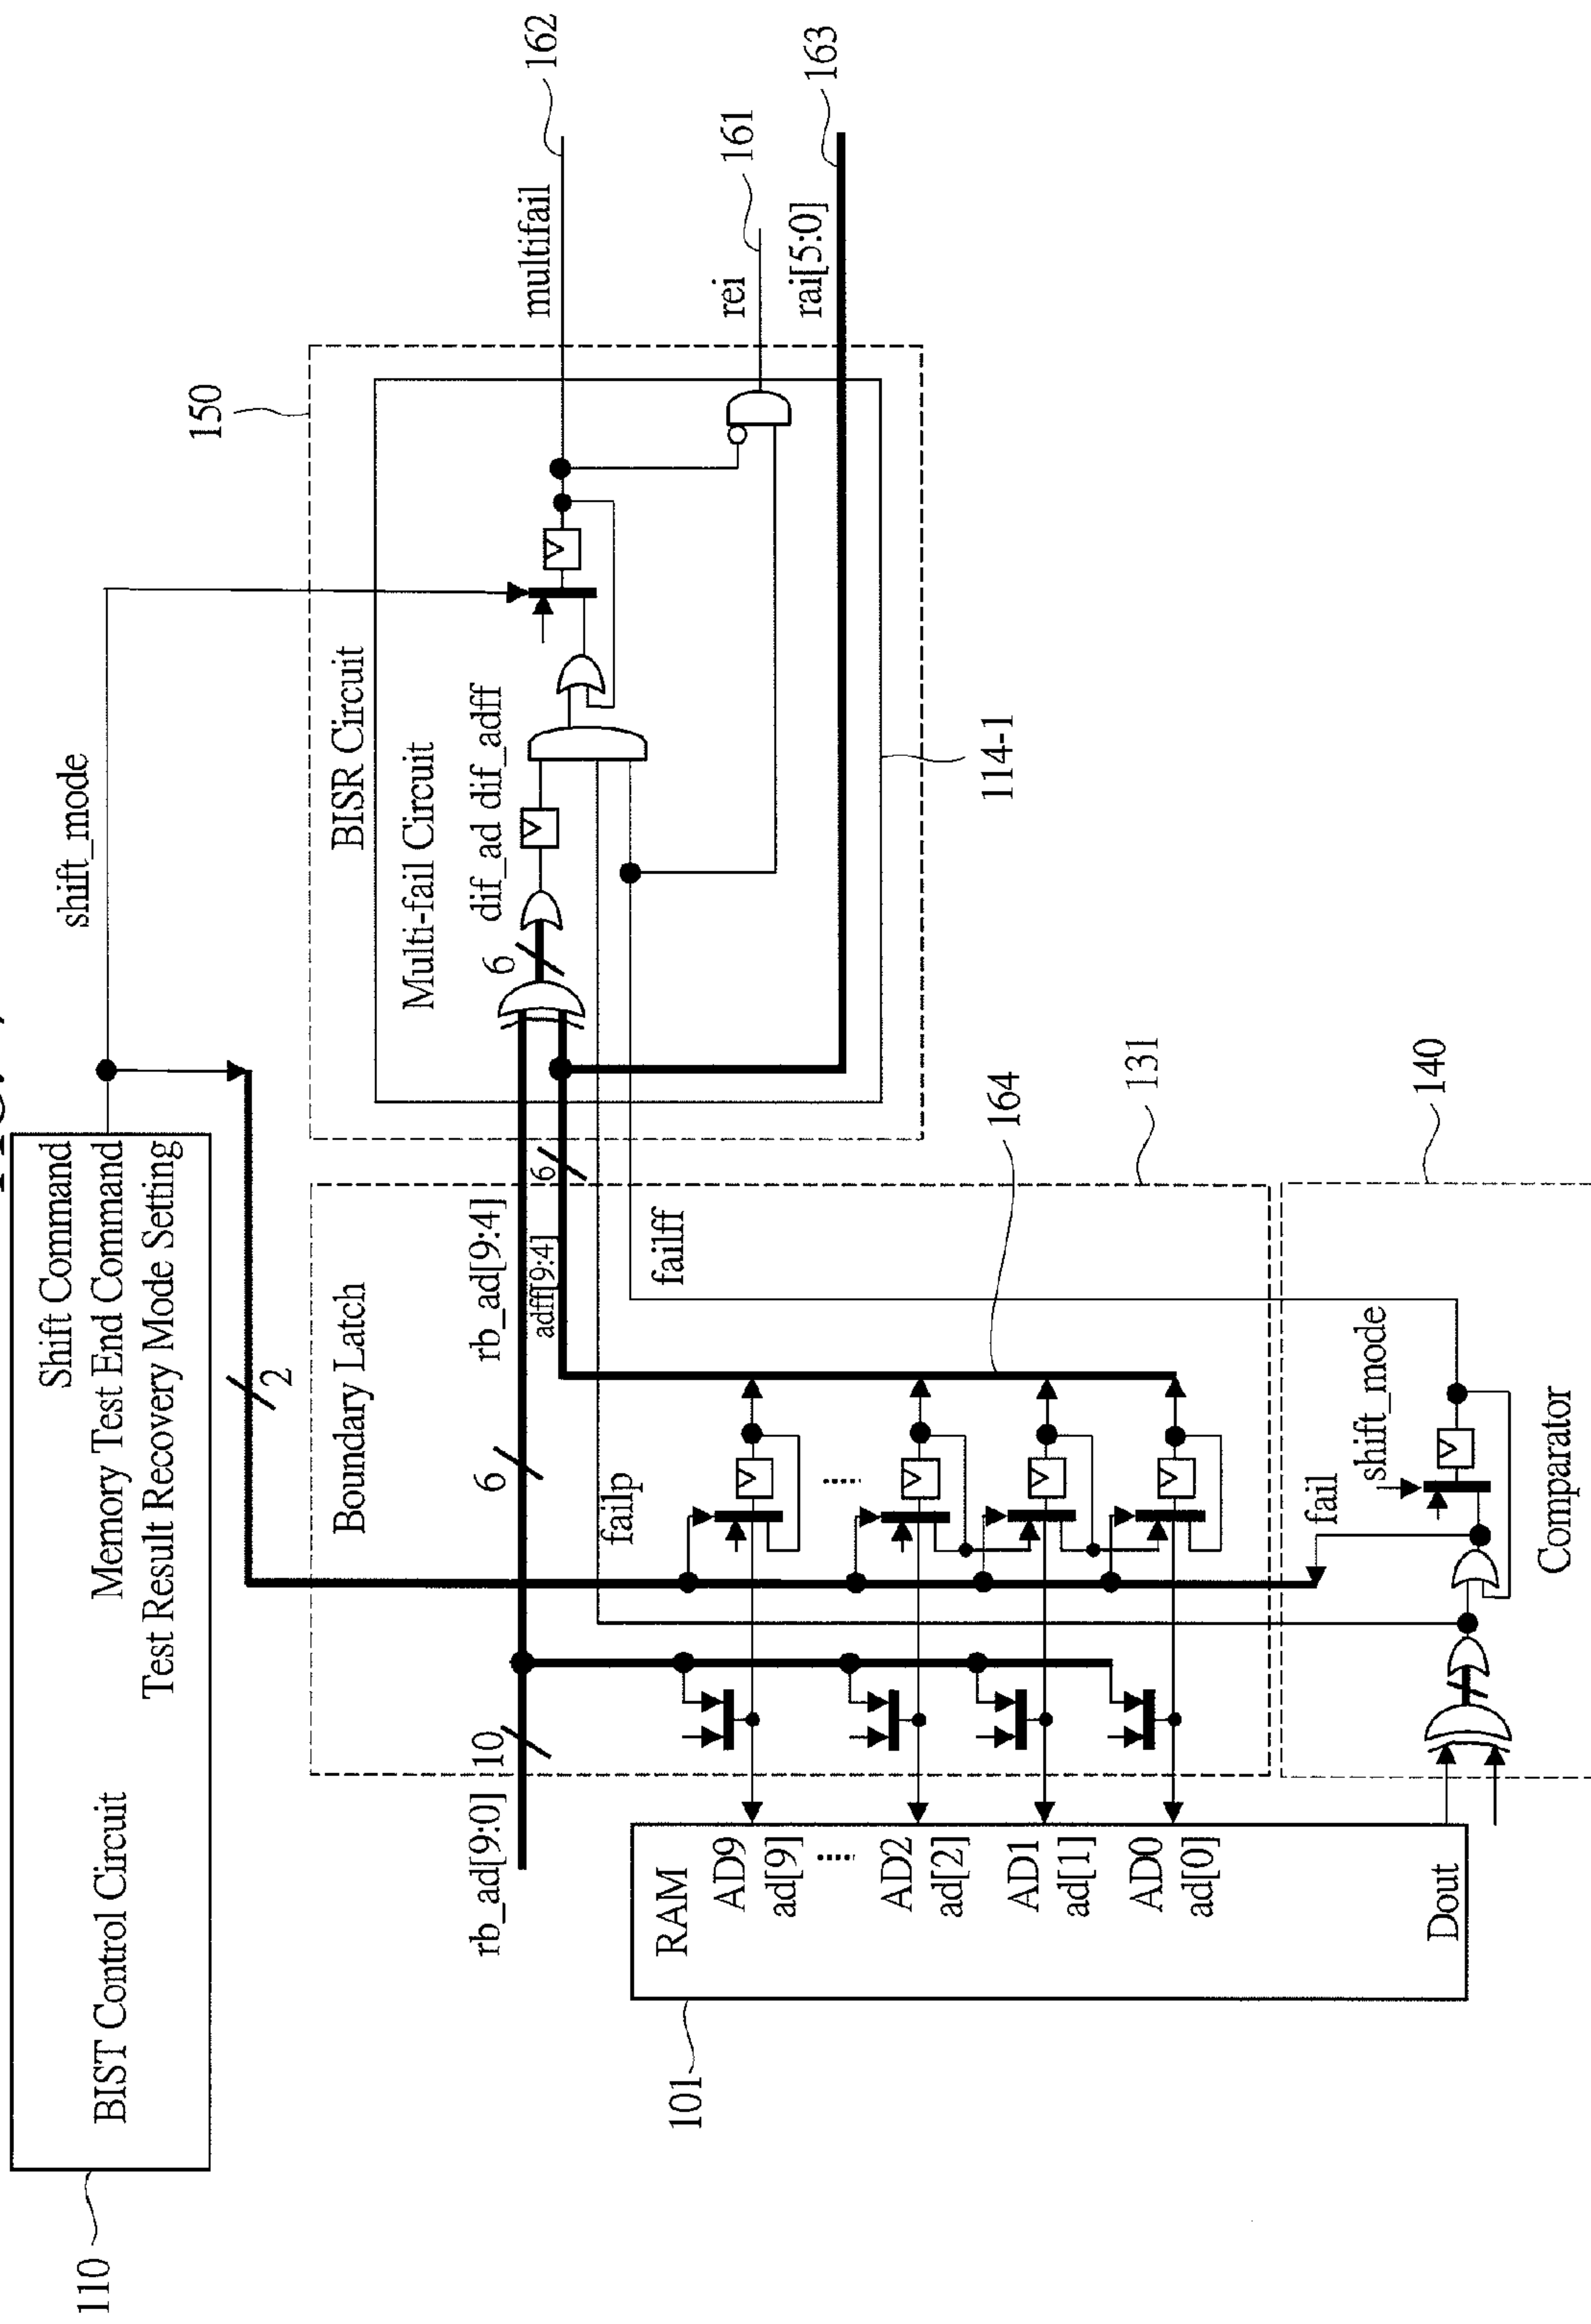 110
BIST Control Circuit
Shift Command
Memory Test End Command
Test Result Recovery Mode Setting
shift_mode
2
150
BISR Circuit
Multi-fail Circuit
dif_ad dif_adff
6
multifail
162
rei
161
rai[5:0]
163
114-1
rb_ad[9:0]
10
6
rb_ad[9:4]
6
adff[9:4]
Boundary Latch
failp
failff
164
131
101
RAM
AD9
ad[9]
AD2
ad[2]
AD1
ad[1]
AD0
ad[0]
Dout
fail
shift_mode
Comparator
140